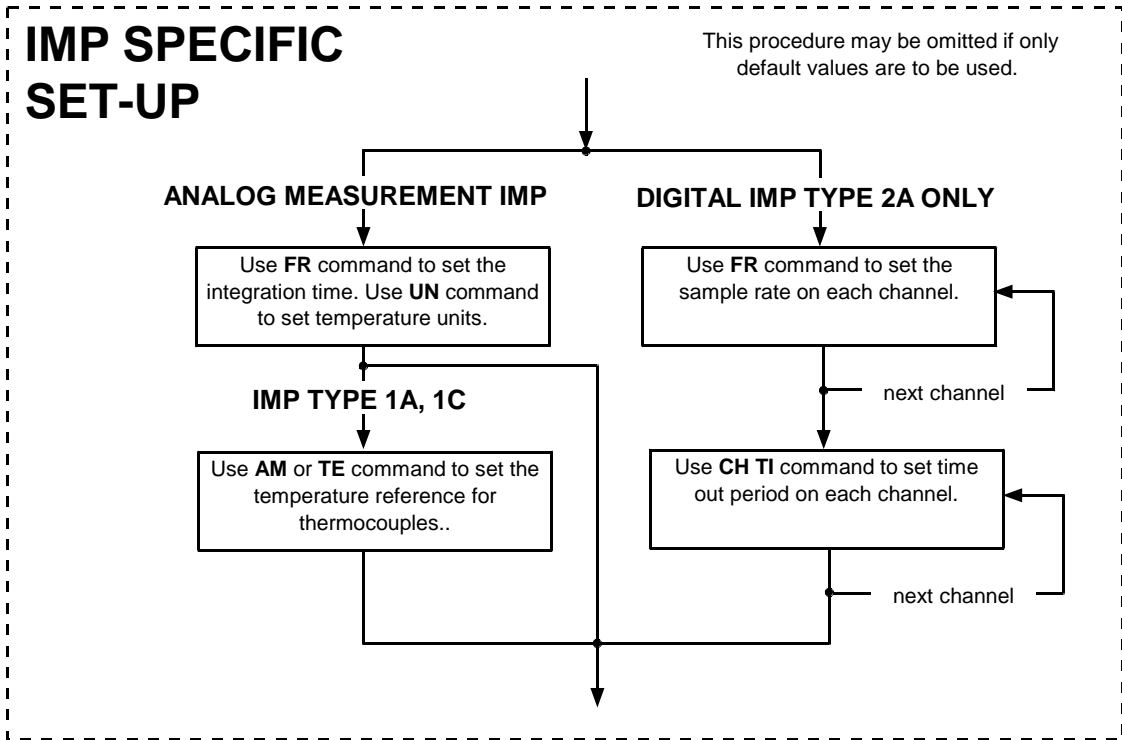 IMP SPECIFIC
SET-UP
This procedure may be omitted if only
default values are to be used.
ANALOG MEASUREMENT IMP
Use FR command to set the
integration time. Use UN command
to set temperature units.
IMP TYPE 1A, 1C
Use AM or TE command to set the
temperature reference for
thermocouples..
DIGITAL IMP TYPE 2A ONLY
Use FR command to set the
sample rate on each channel.
next channel
Use CH TI command to set time
out period on each channel.
next channel